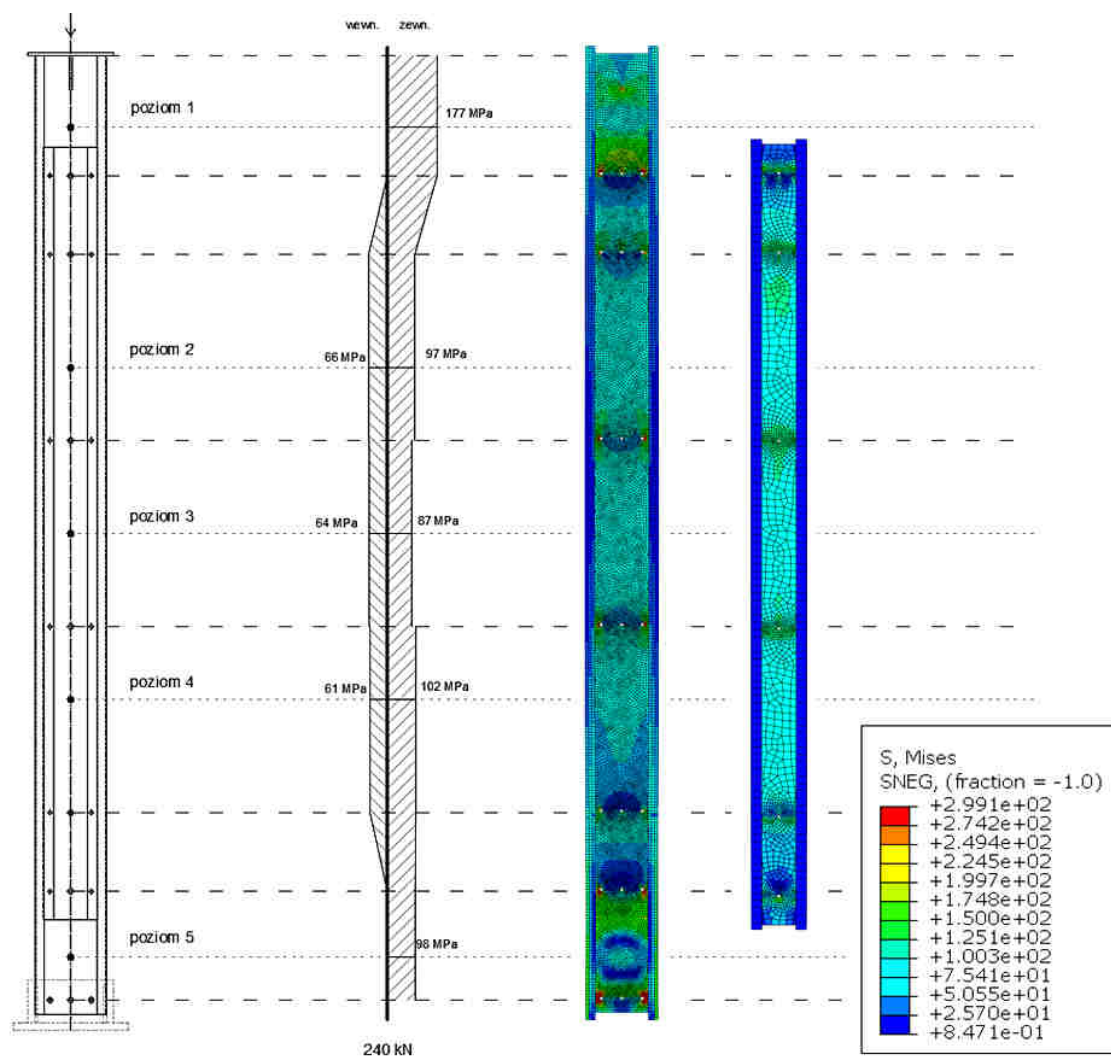 wewn. zewn.
poziom 1
177 MPa
poziom 2
66 MPa 97 MPa
poziom 3
64 MPa 87 MPa
poziom 4
61 MPa 102 MPa
poziom 5
98 MPa
240 kN
S, Mises
SNEG, (fraction = -1.0)
+2.991e+02
+2.742e+02
+2.494e+02
+2.245e+02
+1.997e+02
+1.748e+02
+1.500e+02
+1.251e+02
+1.003e+02
+7.541e+01
+5.055e+01
+2.570e+01
+8.471e-01